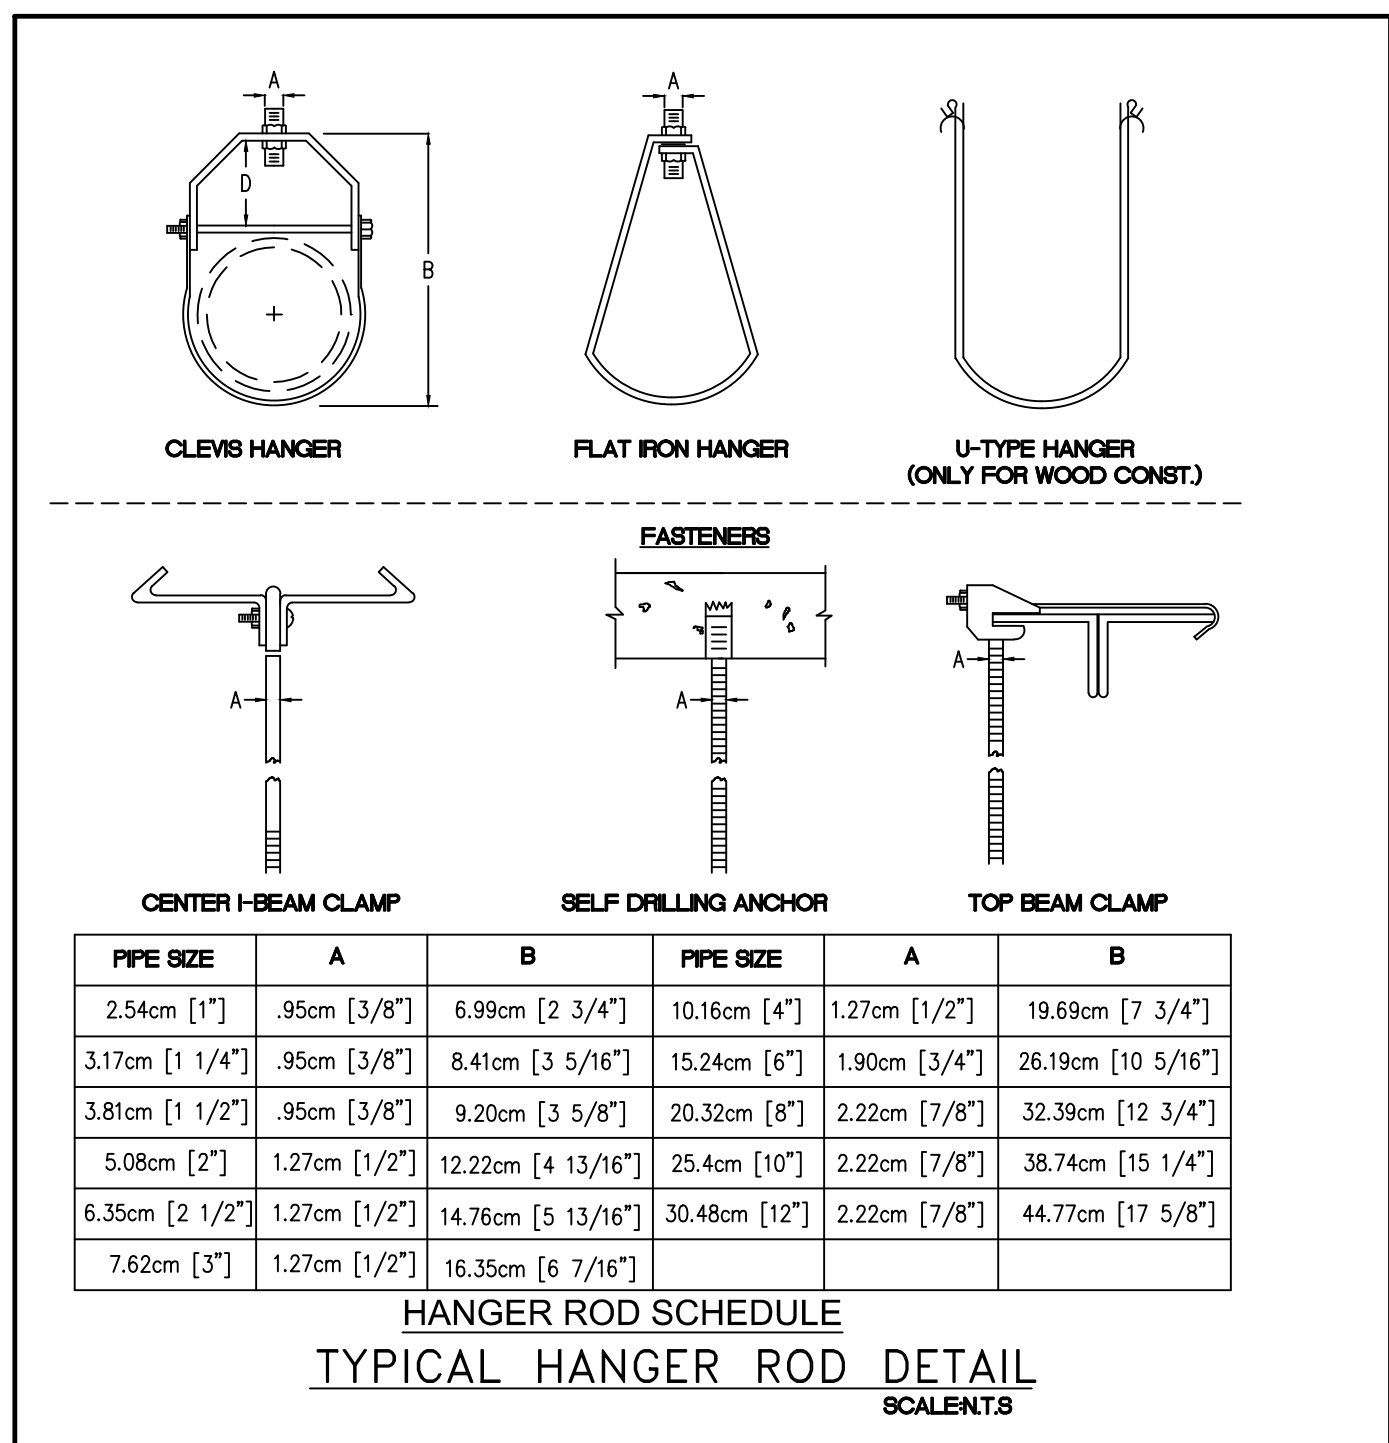 A
A
D
B
CLEVIS HANGER
FLAT IRON HANGER
U-TYPE HANGER
(ONLY FOR WOOD CONST.)
FASTENERS
A
A
A
CENTER I-BEAM CLAMP
SELF DRILLING ANCHOR
TOP BEAM CLAMP
PIPE SIZE A B PIPE SIZE A B
2.54cm [1”] .95cm [3/8”] 6.99cm [2 3/4”] 10.16cm [4”] 1.27cm [1/2”] 19.69cm [7 3/4”]
3.17cm [1 1/4”] .95cm [3/8”] 8.41cm [3 5/16”] 15.24cm [6”] 1.90cm [3/4”] 26.19cm [10 5/16”]
3.81cm [1 1/2”] .95cm [3/8”] 9.20cm [3 5/8”] 20.32cm [8”] 2.22cm [7/8”] 32.39cm [12 3/4”]
5.08cm [2”] 1.27cm [1/2”] 12.22cm [4 13/16”] 25.4cm [10”] 2.22cm [7/8”] 38.74cm [15 1/4”]
6.35cm [2 1/2”] 1.27cm [1/2”] 14.76cm [5 13/16”] 30.48cm [12”] 2.22cm [7/8”] 44.77cm [17 5/8”]
7.62cm [3”] 1.27cm [1/2”] 16.35cm [6 7/16”]
HANGER ROD SCHEDULE
TYPICAL HANGER ROD DETAIL
SCALE:N.T.S